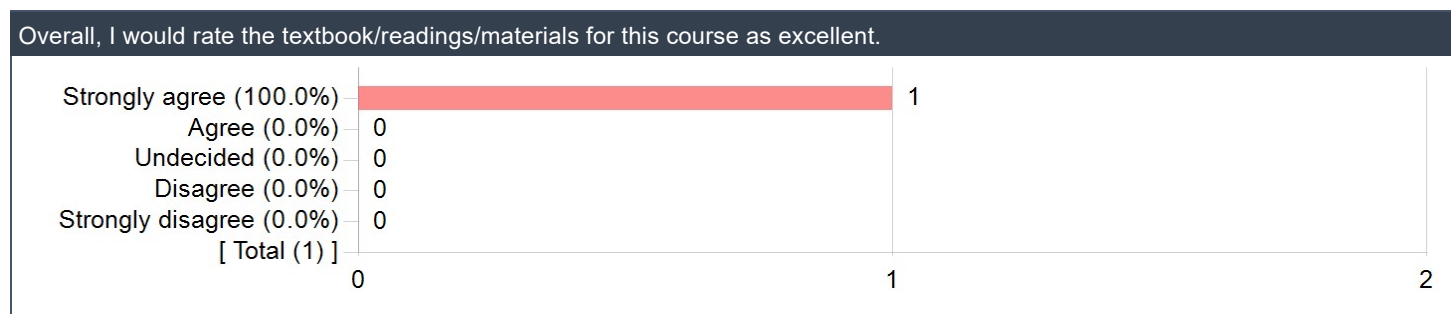 Overall, I would rate the textbook/readings/materials for this course as excellent.
Strongly agree (100.0%) 1
Agree (0.0%) 0
Undecided (0.0%) 0
Disagree (0.0%) 0
Strongly disagree (0.0%) 0
[ Total (1) ]
0 1 2